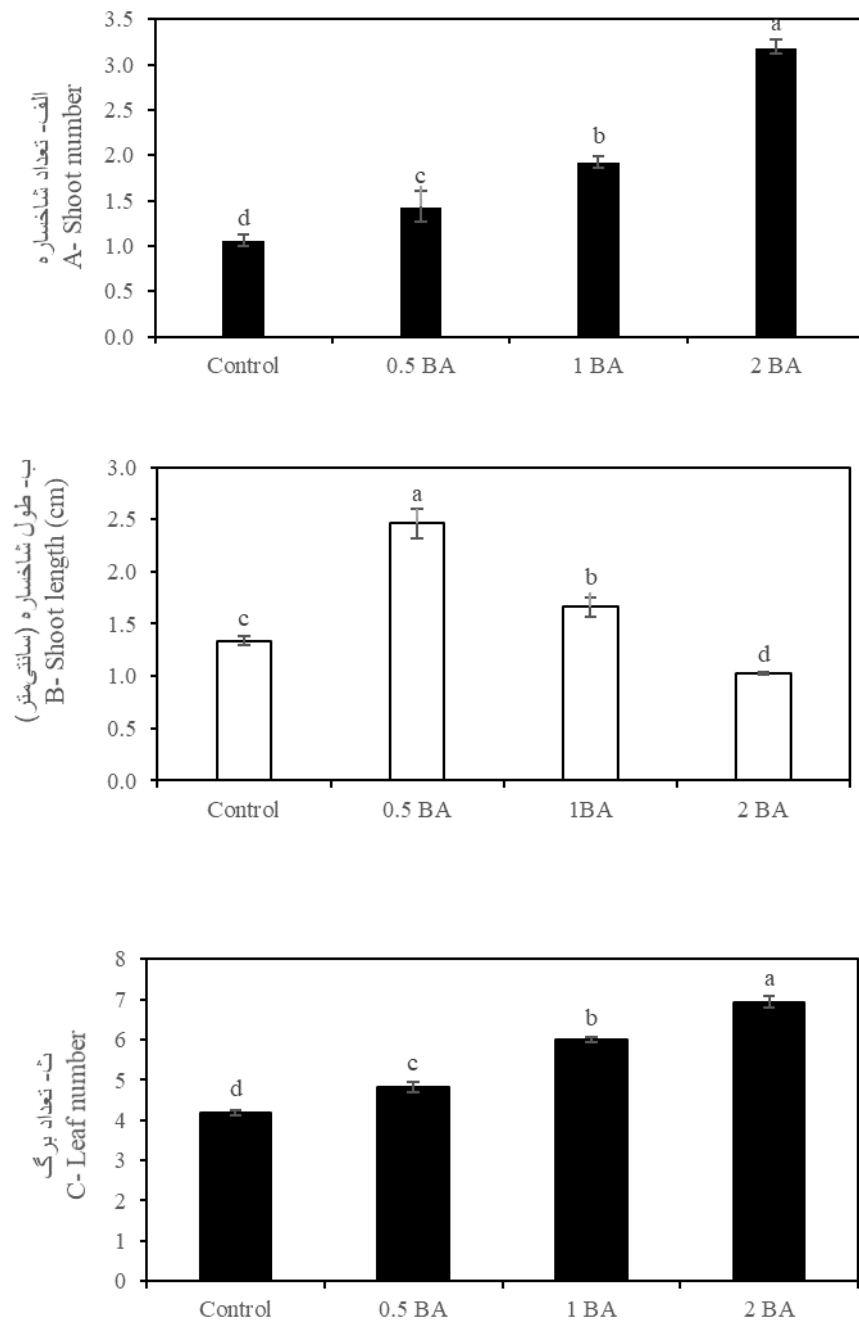 الف- تعداد شاخساره
A- Shoot number
3.5
3.0
2.5
2.0
1.5
1.0
0.5
0.0
d
c
b
a
Control
0.5 BA
1 BA
2 BA
ب- طول شاخساره (سانتی‌متر)
B- Shoot length (cm)
3.0
2.5
2.0
1.5
1.0
0.5
0.0
c
a
b
d
Control
0.5 BA
1BA
2 BA
ث- تعداد برگ
C- Leaf number
8
7
6
5
4
3
2
1
0
d
c
b
a
Control
0.5 BA
1 BA
2 BA